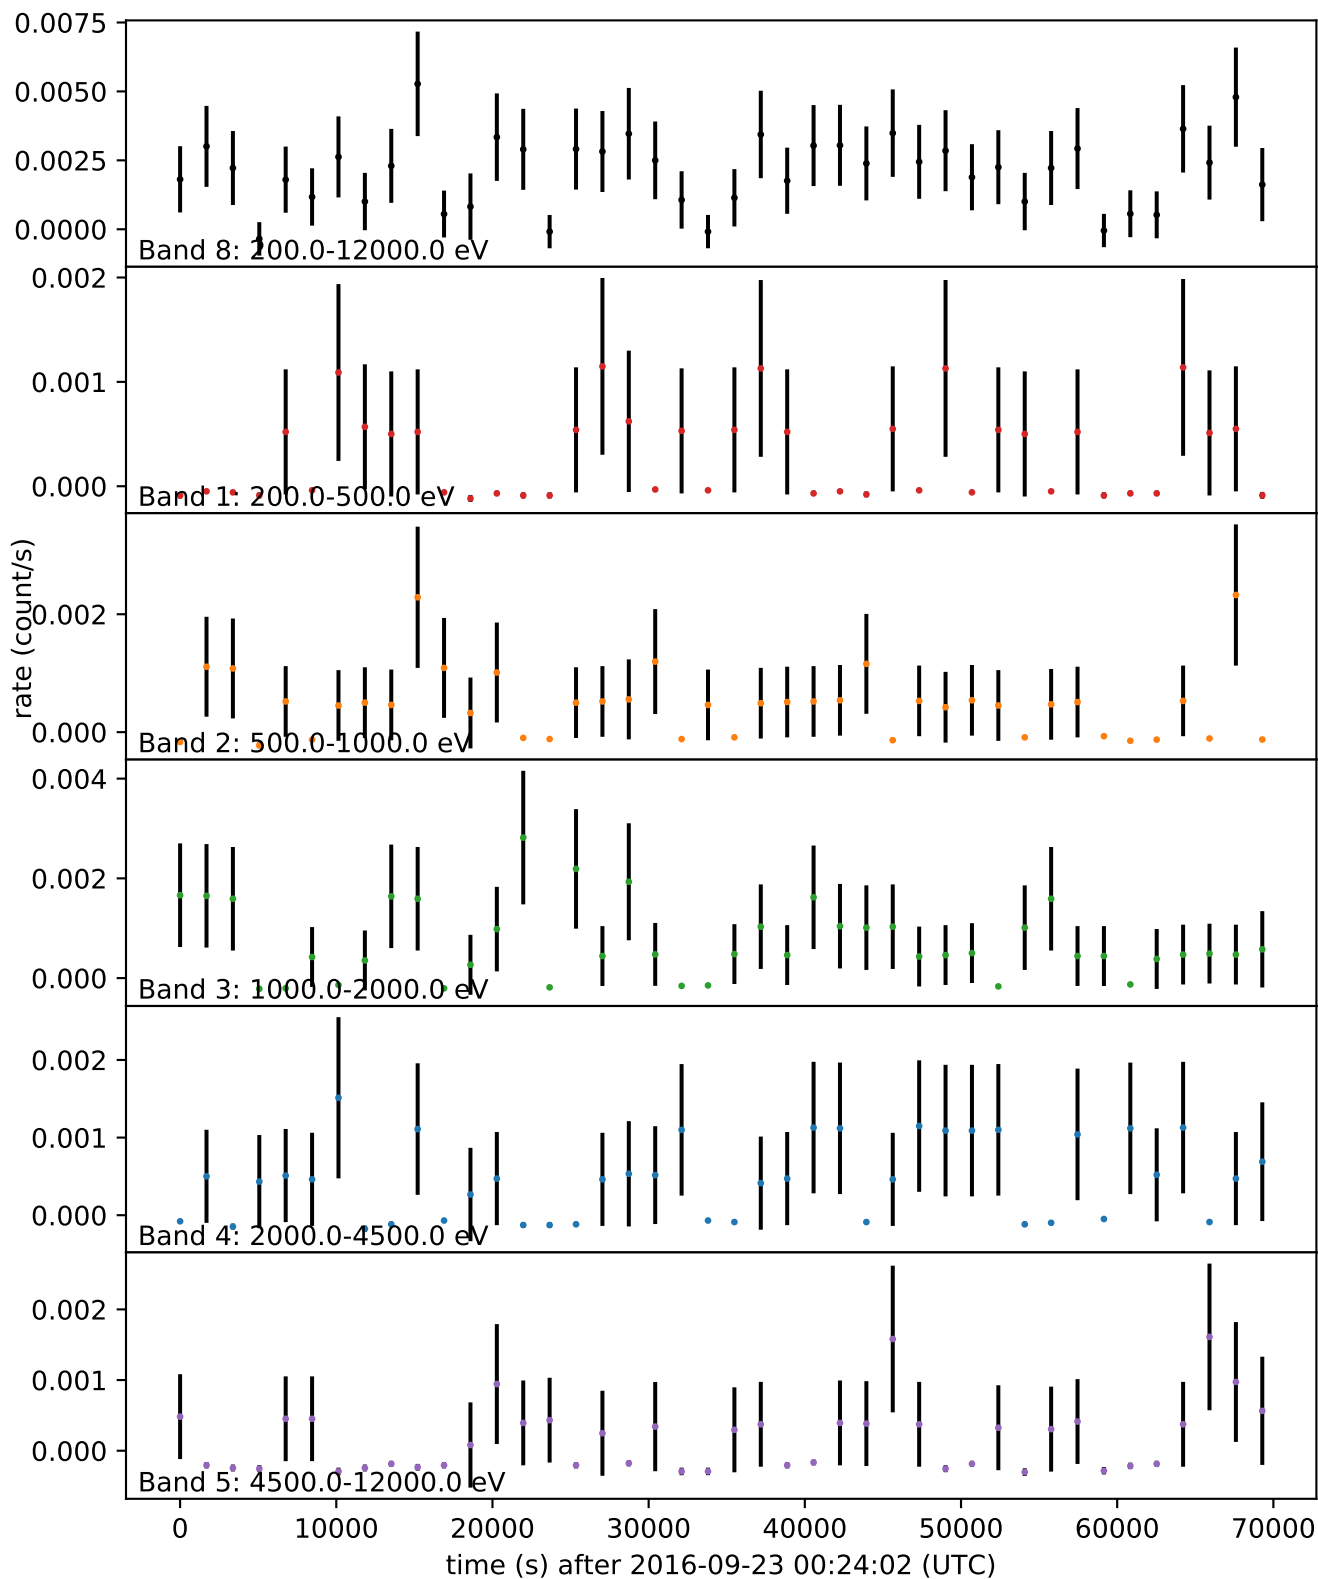 0.0075
0.0050
0.0025
0.0000
Band 8: 200.0-12000.0 eV
0.002
0.001
0.000
Band 1: 200.0-500.0 eV
rate (count/s)
0.002
0.000
Band 2: 500.0-1000.0 eV
0.004
0.002
0.000
Band 3: 1000.0-2000.0 eV
0.002
0.001
0.000
Band 4: 2000.0-4500.0 eV
0.002
0.001
0.000
Band 5: 4500.0-12000.0 eV
0 10000 20000 30000 40000 50000 60000 70000
time (s) after 2016-09-23 00:24:02 (UTC)